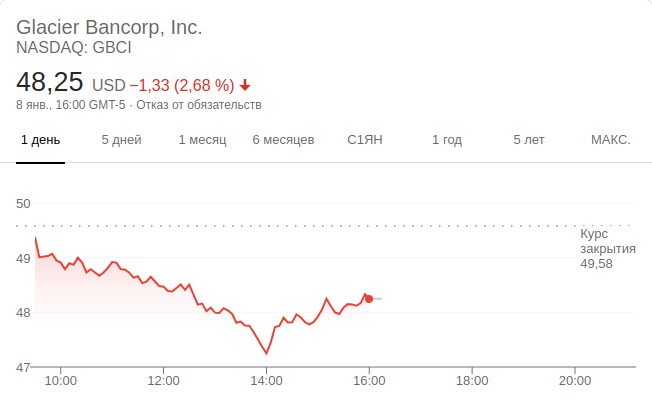 Glacier Bancorp, Inc.
NASDAQ: GBCI
48,25 USD −1,33 (2,68 %)
8 янв., 16:00 GMT-5 · Отказ от обязательств
1 день 5 дней 1 месяц 6 месяцев С1ЯН 1 год 5 лет МАКС.
50
Курс
закрытия
49,58
49
48
47
10:00 12:00 14:00 16:00 18:00 20:00